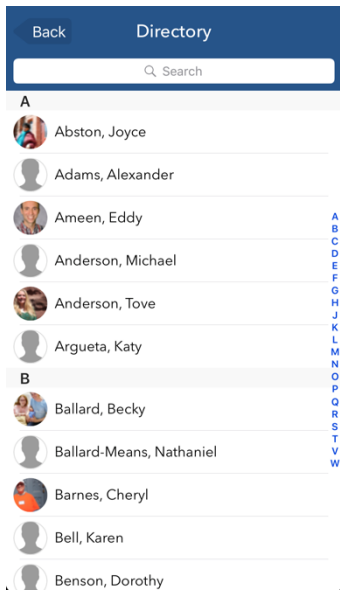 Back
Directory
Search
A
Abston, Joyce
Adams, Alexander
Ameen, Eddy
Anderson, Michael
Anderson, Tove
Argueta, Katy
B
Ballard, Becky
Ballard-Means, Nathaniel
Barnes, Cheryl
Bell, Karen
Benson, Dorothy
A
B
C
D
E
F
G
H
J
K
L
M
N
O
P
Q
R
S
T
V
W